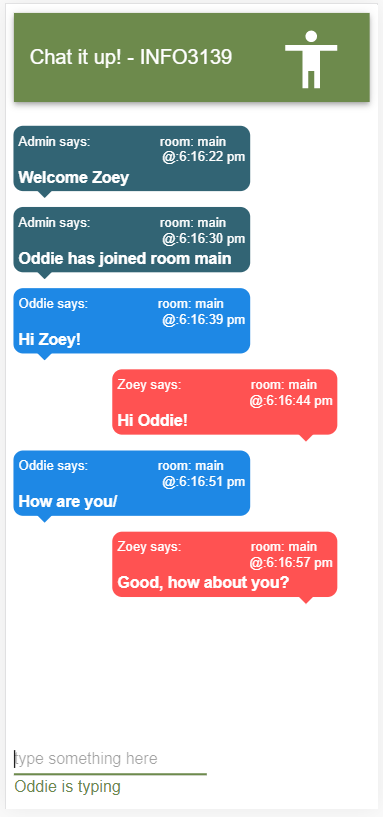 Chat it up! - INFO3139
Admin says: room: main
@:6:16:22 pm
Welcome Zoey
Admin says: room: main
@:6:16:30 pm
Oddie has joined room main
Oddie says: room: main
@:6:16:39 pm
Hi Zoey!
Zoey says: room: main
@:6:16:44 pm
Hi Oddie!
Oddie says: room: main
@:6:16:51 pm
How are you/
Zoey says: room: main
@:6:16:57 pm
Good, how about you?
type something here
Oddie is typing